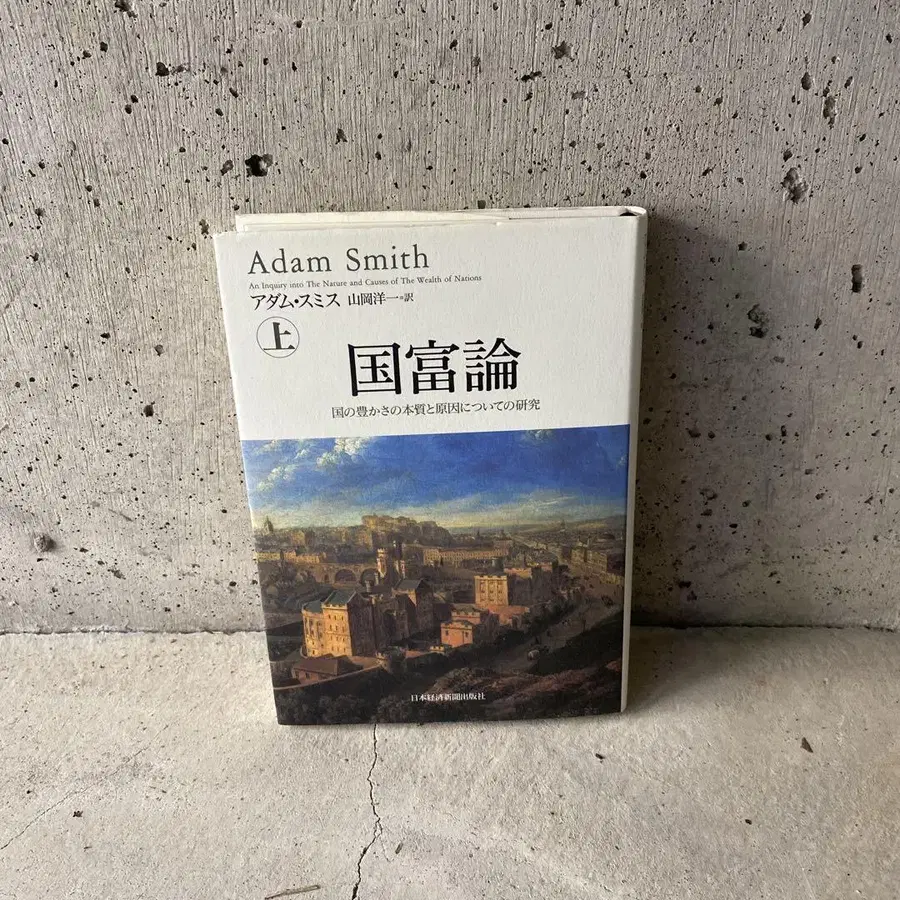 Adam Smith
An Inquiry into The Nature and Causes of The Wealth of Nations
アダム・スミス 山岡洋一=訳
上
国富論
国の豊かさの本質と原因についての研究
日本経済新聞出版社